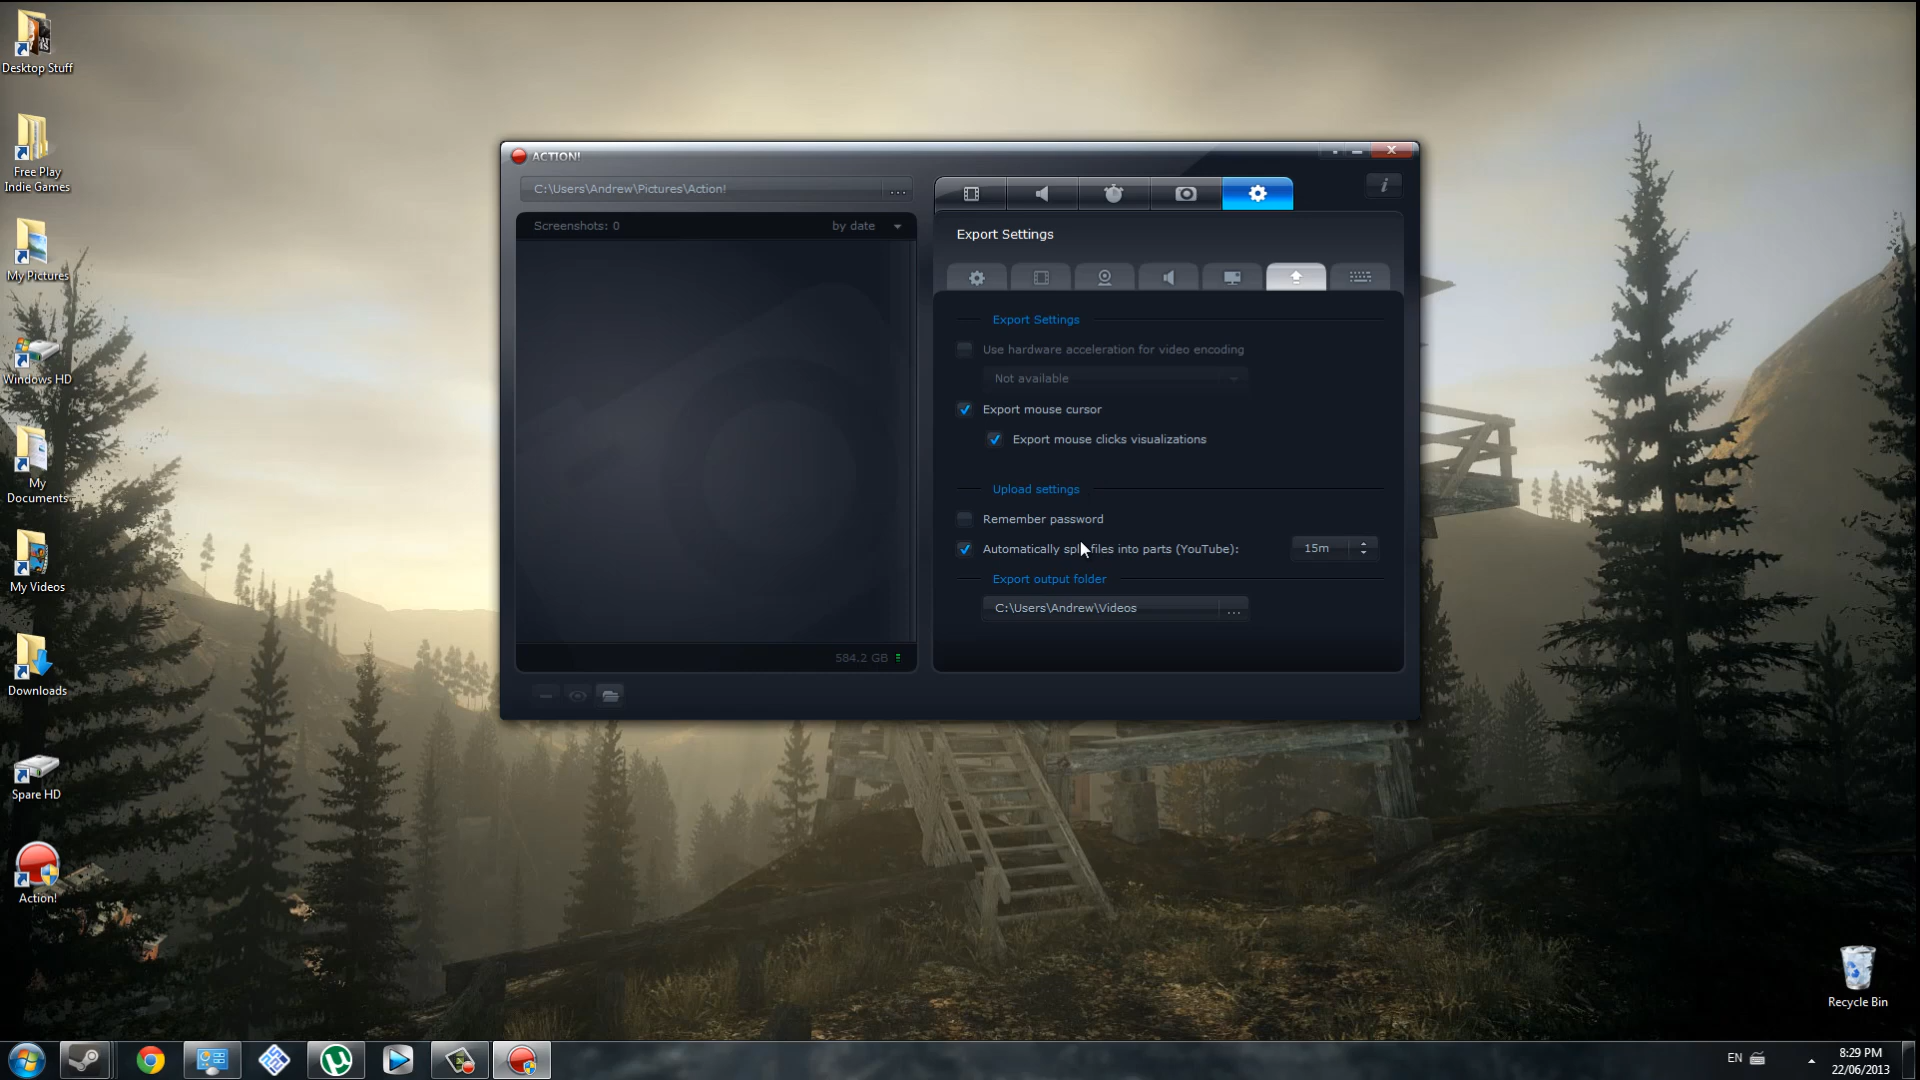 Desktop Stuff
Free Play
Indie Games
My Pictures
Windows HD
My
Documents
My Videos
Downloads
Spare HD
Action!
ACTION!
C:\Users\Andrew\Pictures\Action!
...
Screenshots: 0
by date
584.2 GB
i
Export Settings
Export Settings
Use hardware acceleration for video encoding
Not available
Export mouse cursor
Export mouse clicks visualizations
Upload settings
Remember password
Automatically split files into parts (YouTube):
15m
Export output folder
C:\Users\Andrew\Videos
...
Recycle Bin
EN
8:29 PM
22/06/2013